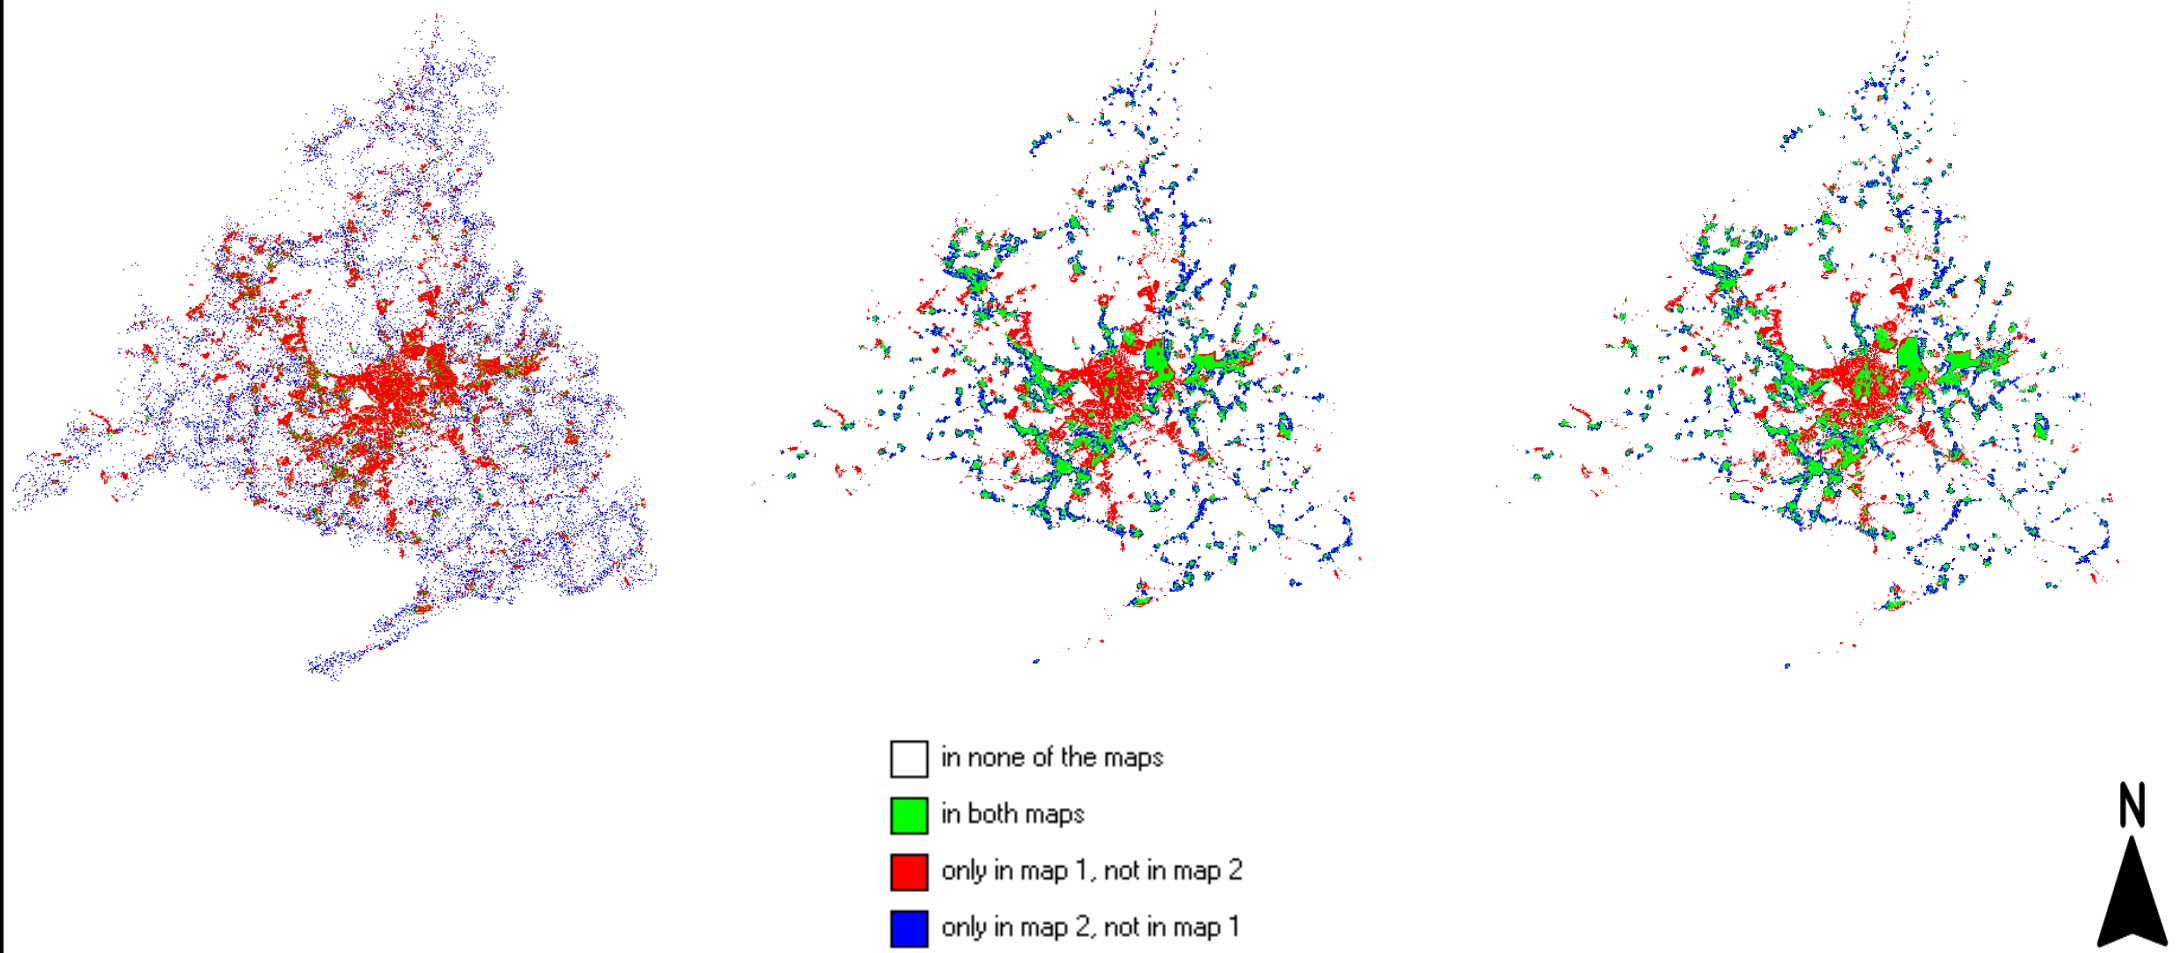 in none of the maps
in both maps
only in map 1, not in map 2
only in map 2, not in map 1
N